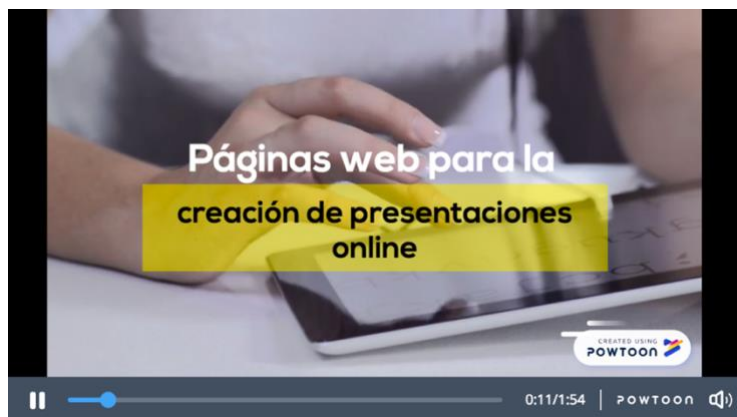 Páginas web para la
creación de presentaciones
online
CREATED USING
POWTOON
0:11/1:54 | POWTOON